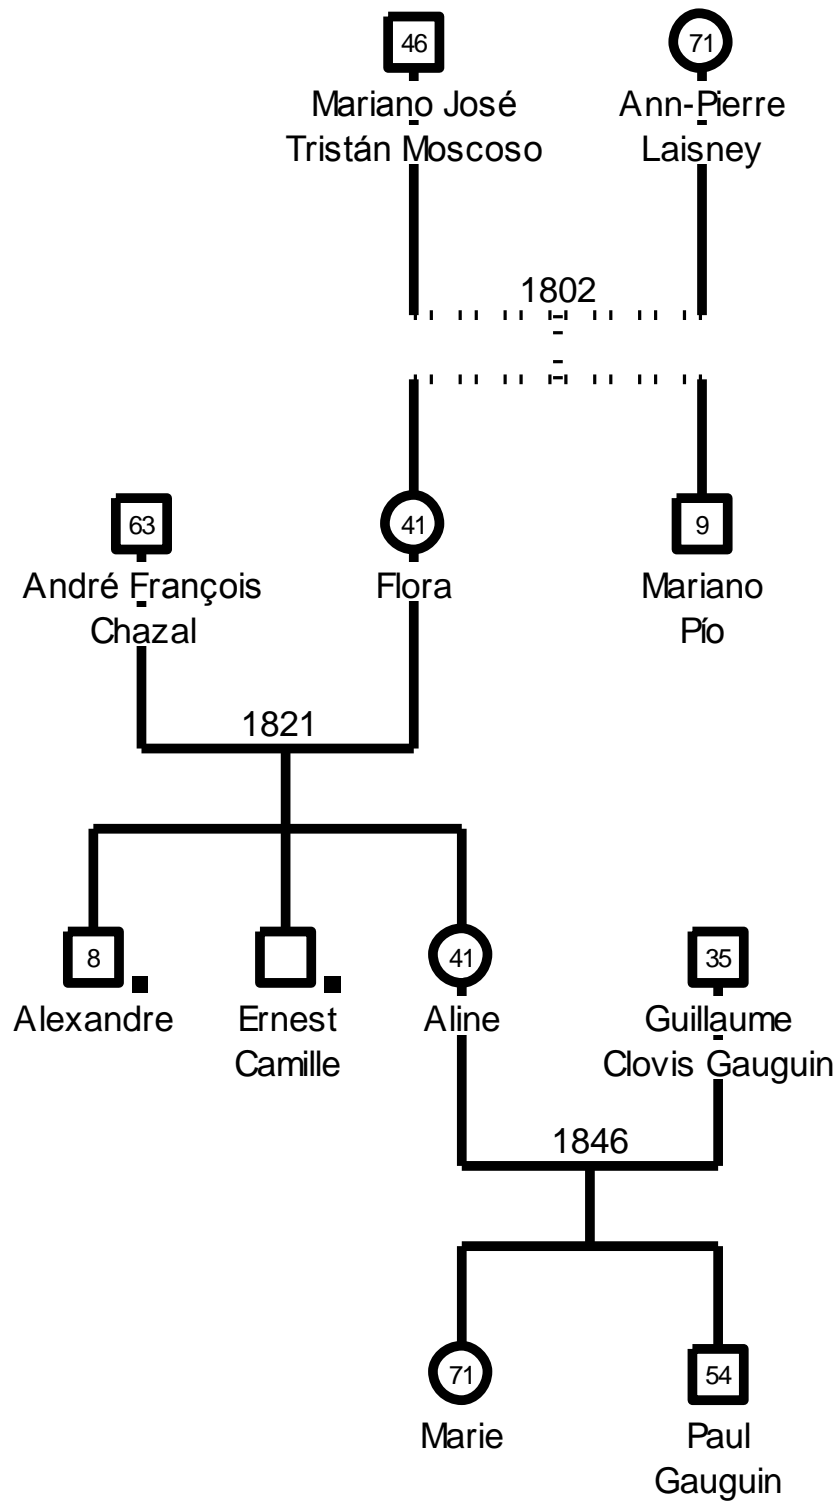 46
71
Mariano José
Tristán Moscoso
Ann-Pierre
Laisney
1802
63
41
9
André François
Chazal
Flora
Mariano
Pío
1821
8
41
35
Alexandre
Ernest
Camille
Aline
Guillaume
Clovis Gauguin
1846
71
54
Marie
Paul
Gauguin